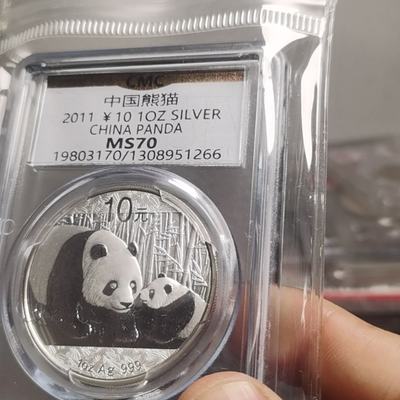 CMC
中国熊猫
2011 ¥10 1OZ SILVER
CHINA PANDA
MS70
19803170/1308951266
10元
1oz Ag .999